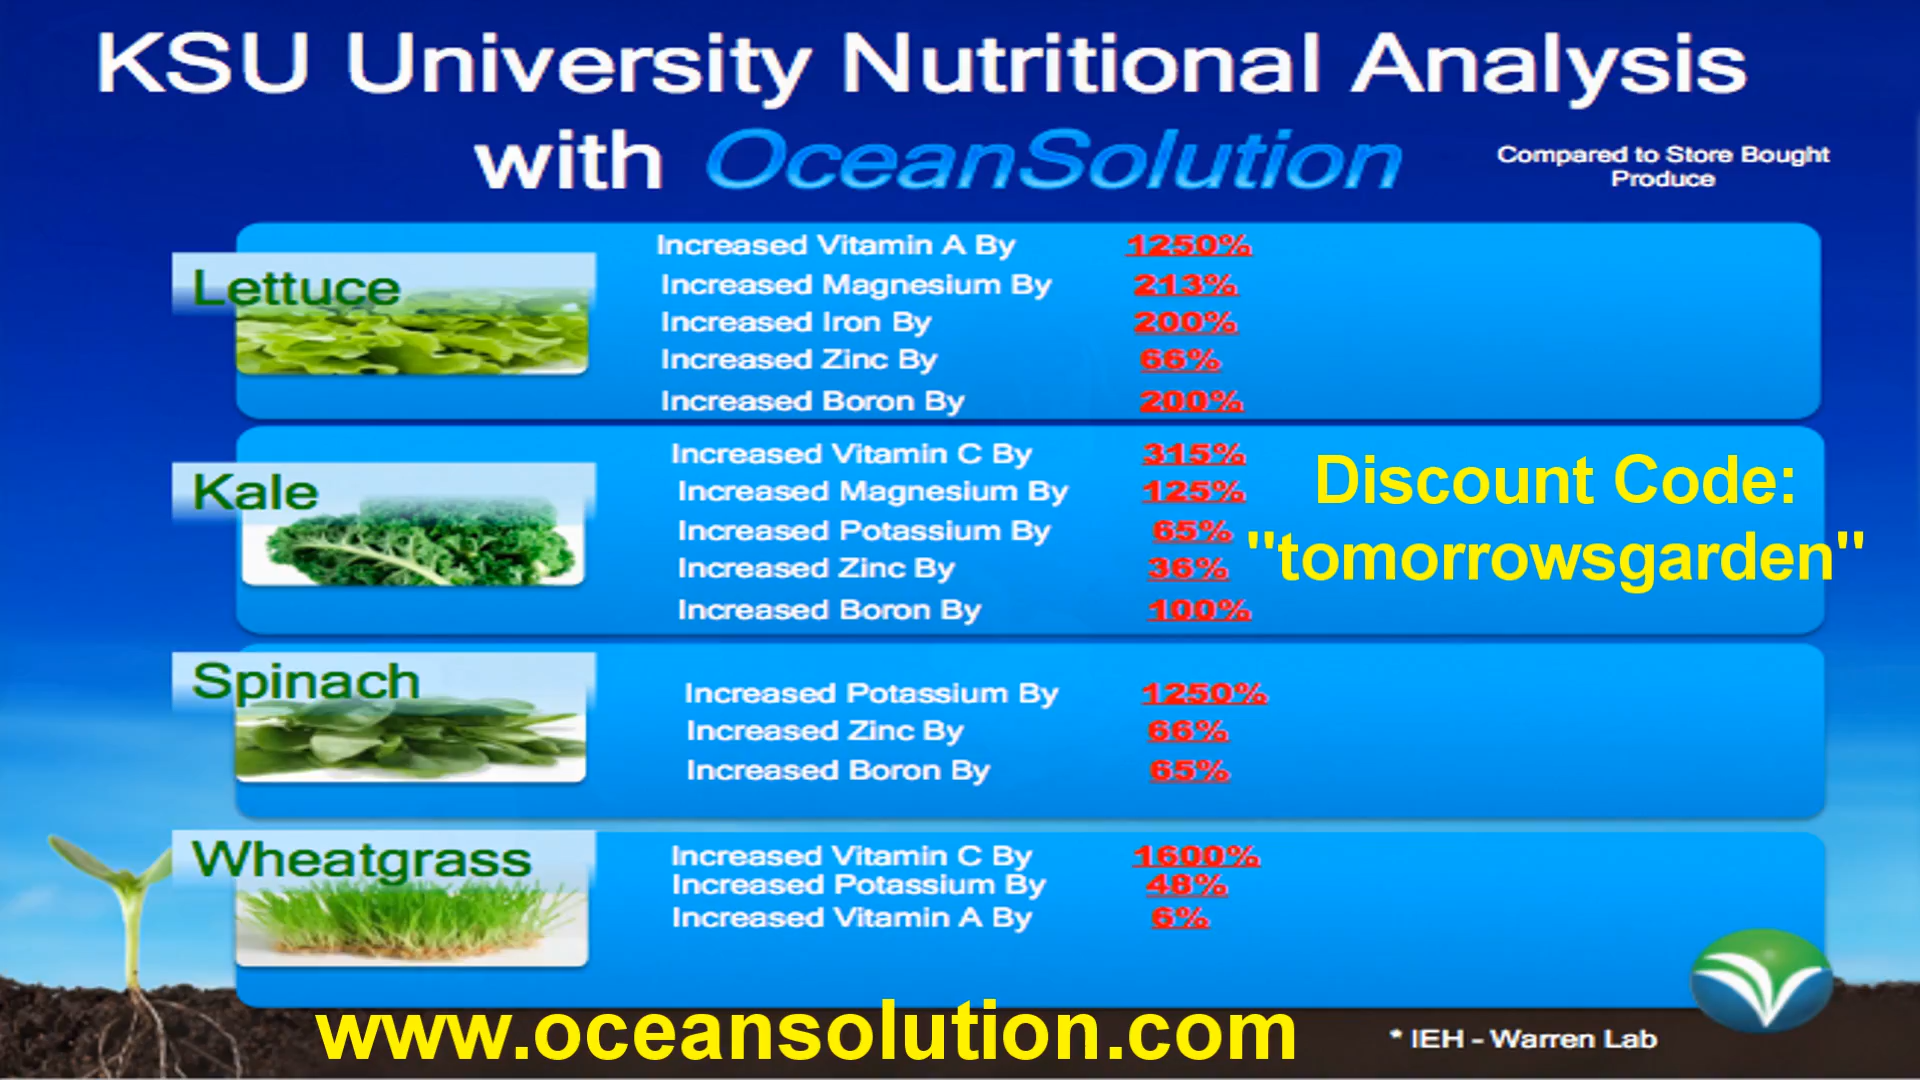 KSU University Nutritional Analysis
with OceanSolution
Compared to Store Bought
Produce
Lettuce
Increased Vitamin A By 1250%
Increased Magnesium By 213%
Increased Iron By 200%
Increased Zinc By 66%
Increased Boron By 200%
Kale
Increased Vitamin C By 315%
Increased Magnesium By 125%
Increased Potassium By 65%
Increased Zinc By 36%
Increased Boron By 100%
Discount Code:
"tomorrowsgarden"
Spinach
Increased Potassium By 1250%
Increased Zinc By 66%
Increased Boron By 65%
Wheatgrass
Increased Vitamin C By 1600%
Increased Potassium By 48%
Increased Vitamin A By 6%
www.oceansolution.com
* IEH - Warren Lab